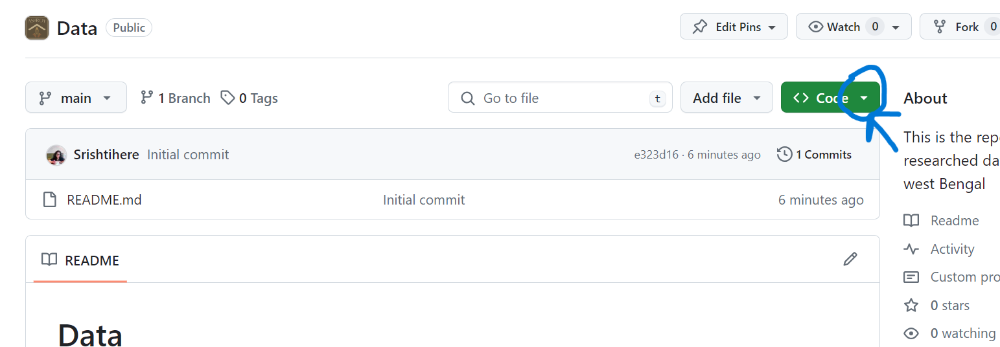 Data Public Edit Pins Watch 0 Fork 0
main 1 Branch 0 Tags Go to file t Add file Code
About
This is the rep
researched da
west Bengal
Srishtihere Initial commit e323d16 · 6 minutes ago 1 Commits
README.md Initial commit 6 minutes ago
Readme
Activity
Custom pro
0 stars
0 watching
README
Data